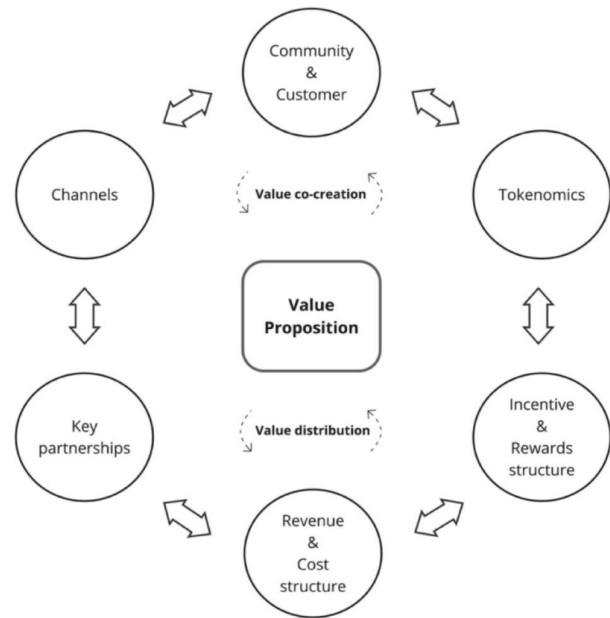 Community
&
Customer
Channels
Value co-creation
Tokenomics
Value
Proposition
Key
partnerships
Value distribution
Incentive
&
Rewards
structure
Revenue
&
Cost
structure